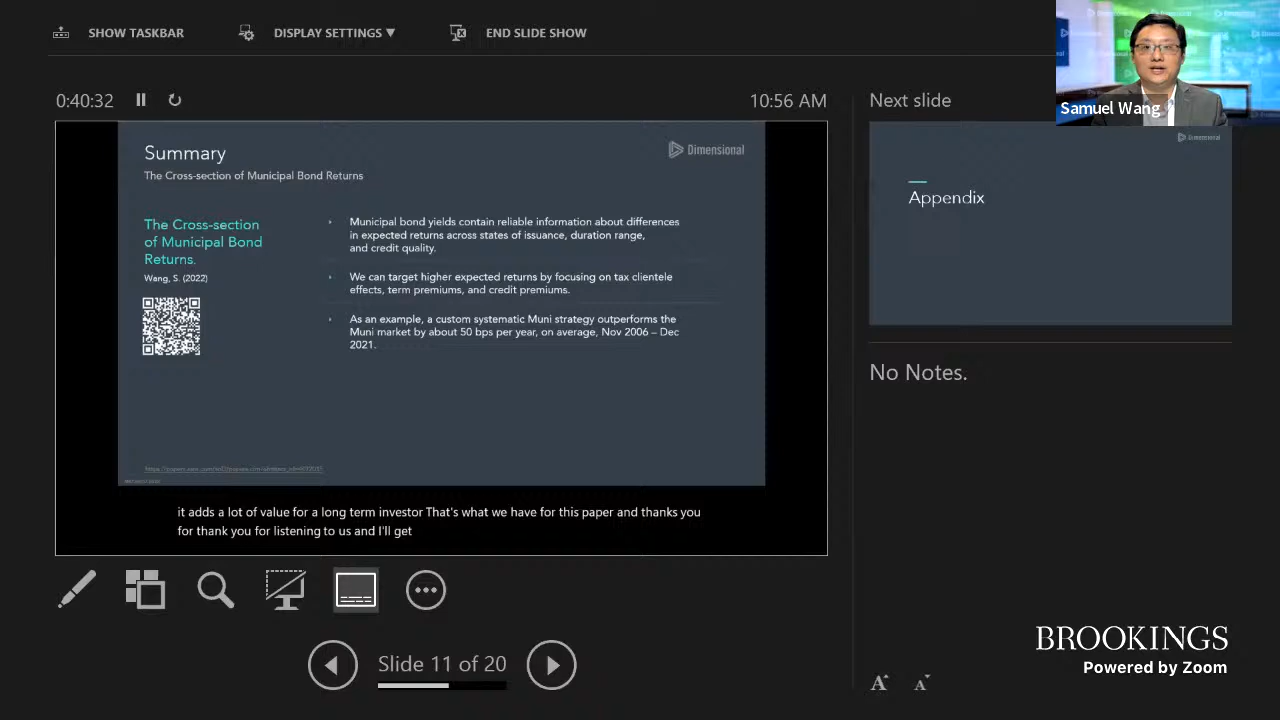 SHOW TASKBAR
DISPLAY SETTINGS ▼
END SLIDE SHOW
Samuel Wang
0:40:32
10:56 AM
Next slide
Summary
Dimensional
The Cross-section of Municipal Bond Returns
The Cross-section
of Municipal Bond
Returns.
Wang, S. (2022)
Municipal bond yields contain reliable information about differences
in expected returns across states of issuance, duration range,
and credit quality.
We can target higher expected returns by focusing on tax clientele
effects, term premiums, and credit premiums.
As an example, a custom systematic Muni strategy outperforms the
Muni market by about 50 bps per year, on average, Nov 2006 – Dec
2021.
Dimensional
Appendix
No Notes.
it adds a lot of value for a long term investor That's what we have for this paper and thanks you
for thank you for listening to us and I'll get
Slide 11 of 20
BROOKINGS
Powered by Zoom
A
A